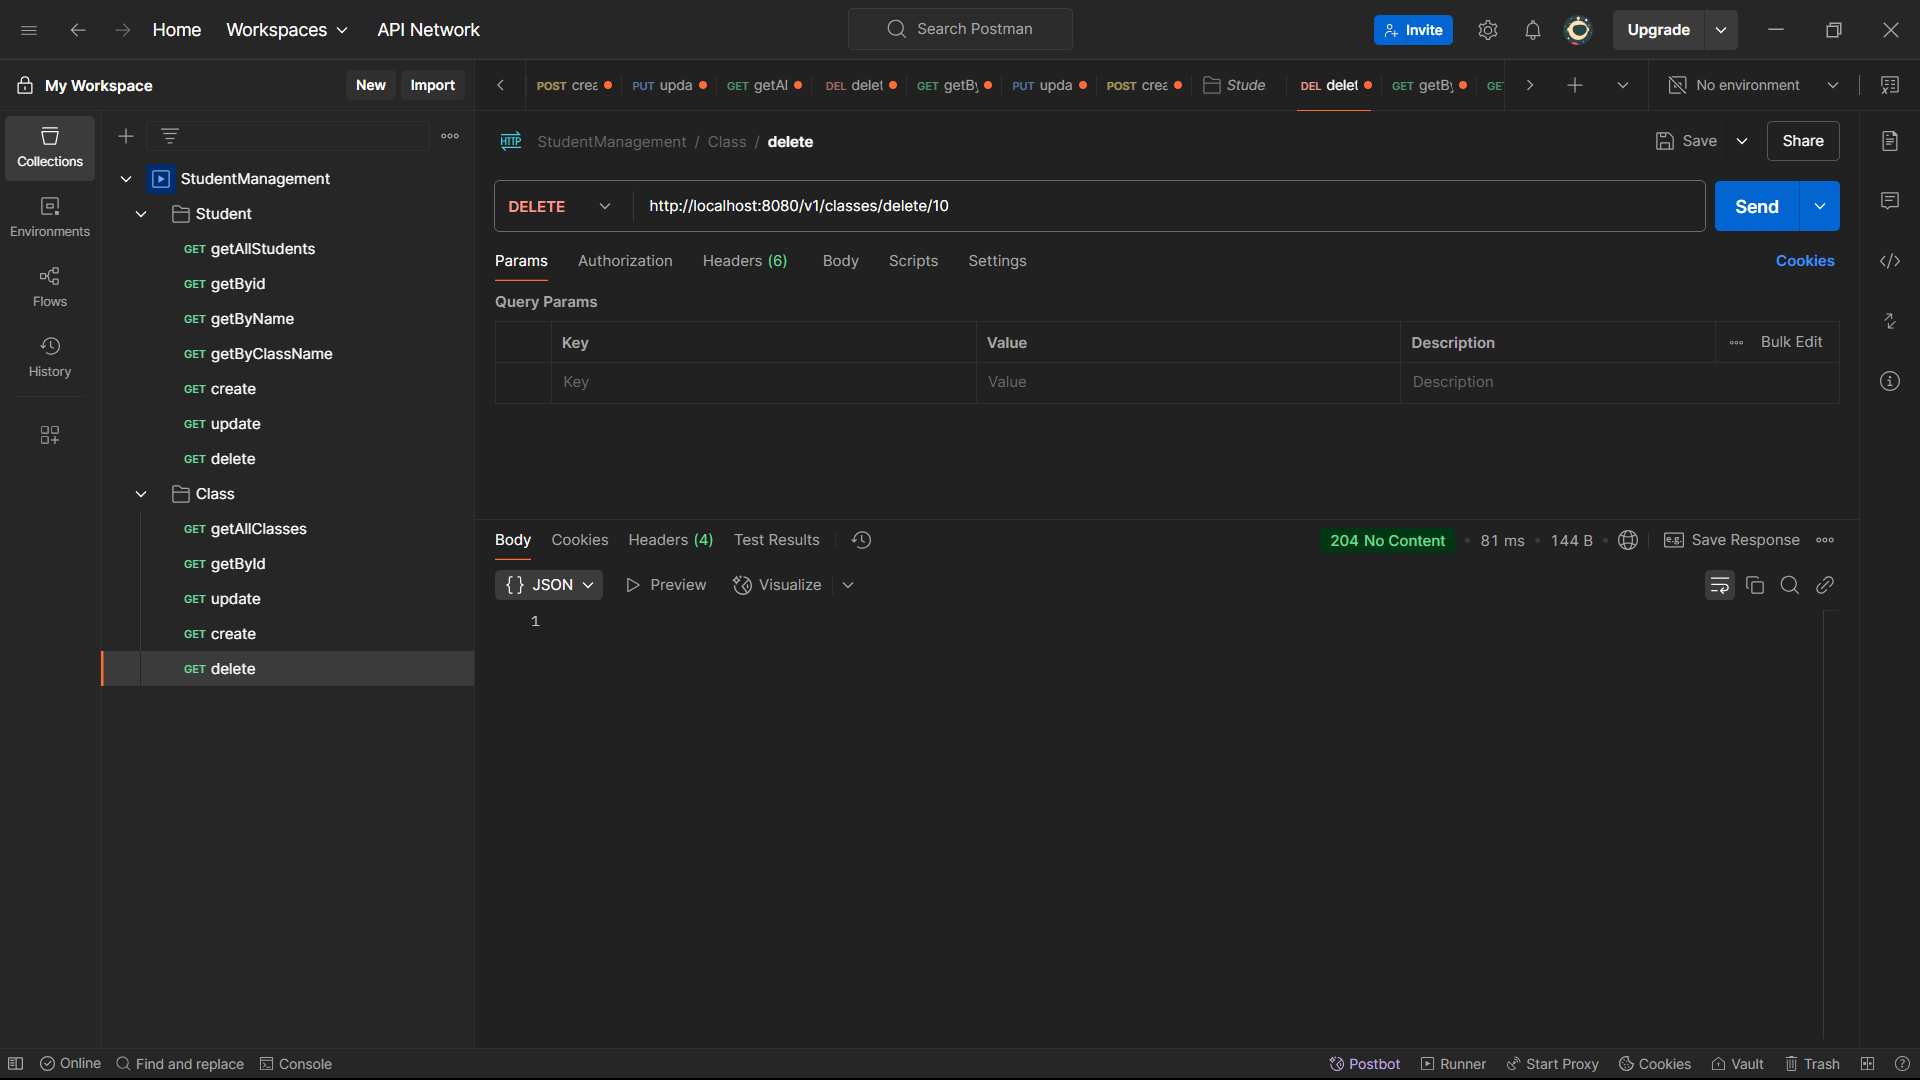 Home Workspaces API Network Search Postman Invite Upgrade
My Workspace New Import POST crea PUT upda GET getAl DEL delet GET getBy PUT upda POST crea Stude DEL delet GET getBy GET No environment
Collections
Environments
Flows
History
StudentManagement
Student
GET getAllStudents
GET getByid
GET getByName
GET getByClassName
GET create
GET update
GET delete
Class
GET getAllClasses
GET getById
GET update
GET create
GET delete
HTTP StudentManagement / Class / delete Save Share
DELETE http://localhost:8080/v1/classes/delete/10 Send
Params Authorization Headers (6) Body Scripts Settings Cookies
Query Params
Key Value Description Bulk Edit
Key Value Description
Body Cookies Headers (4) Test Results 204 No Content • 81 ms • 144 B • e.g. Save Response
{} JSON Preview Visualize
1
Online Find and replace Console Postbot Runner Start Proxy Cookies Vault Trash